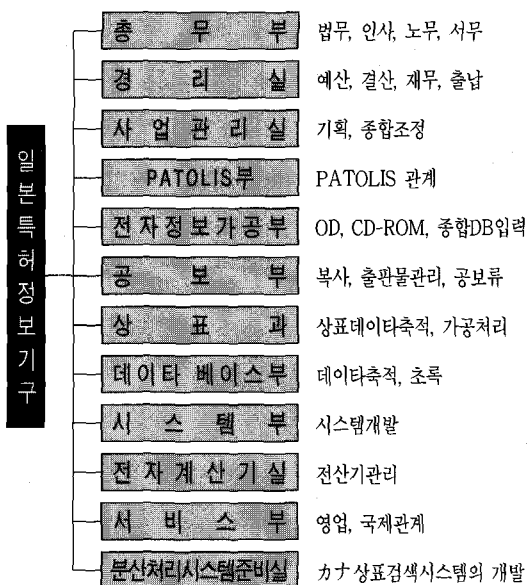 일본특허정보기구
총무부 법무, 인사, 노무, 서무
경리실 예산, 결산, 재무, 출납
사업관리실 기획, 종합조정
PATOLIS부 PATOLIS 관계
전자정보가공부 OD, CD-ROM, 종합DB입력
공보부 복사, 출판물관리, 공보류
상표과 상표데이타축적, 가공처리
데이타 베이스부 데이타축적, 초록
시스템부 시스템개발
전자계산기실 전산기관리
서비스부 영업, 국제관계
분산처리시스템준비실 カナ상표검색시스템의 개발